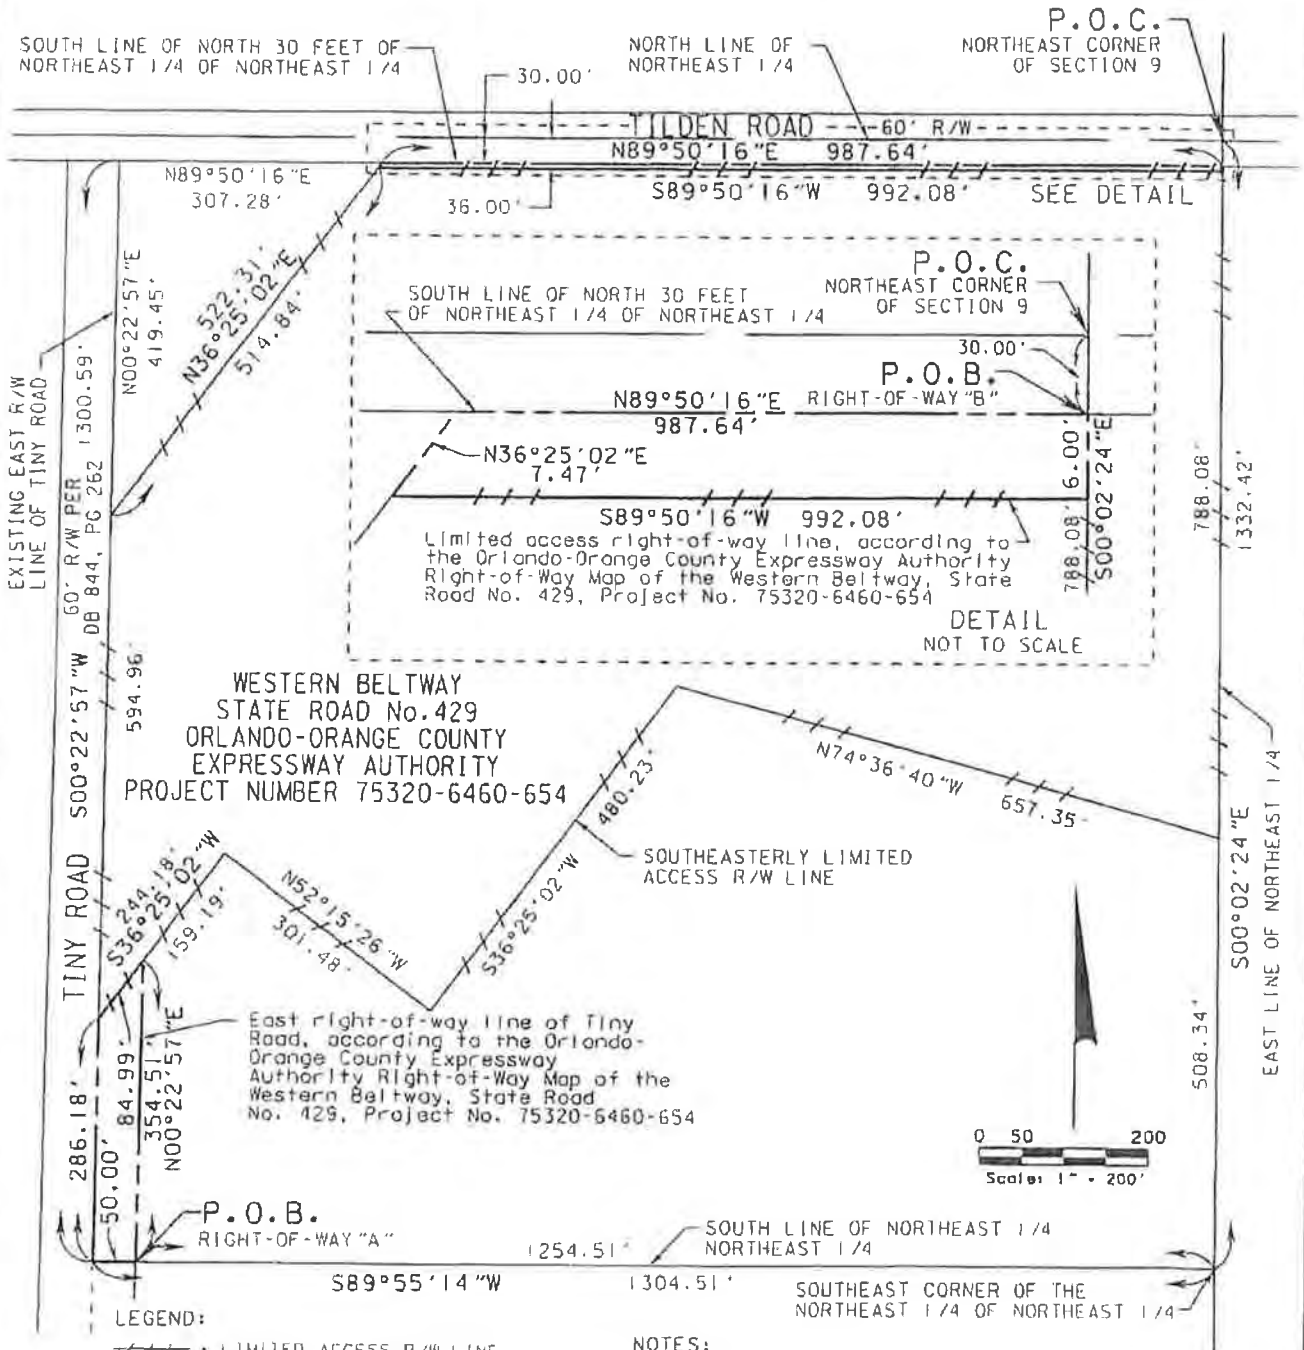 P.O.C.
NORTHEAST CORNER
OF SECTION 9
SOUTH LINE OF NORTH 30 FEET OF
NORTHEAST 1/4 OF NORTHEAST 1/4
30.00'
NORTH LINE OF
NORTHEAST 1/4
TILDEN ROAD
60' R/W
N89°50'16"E 987.64'
N89°50'16"E
307.28'
36.00'
S89°50'16"W 992.08'
SEE DETAIL
N00°22'57"E
419.45'
522.31'
N36°25'02"E
514.84'
P.O.C.
NORTHEAST CORNER
OF SECTION 9
SOUTH LINE OF NORTH 30 FEET
OF NORTHEAST 1/4 OF NORTHEAST 1/4
30.00'
P.O.B.
RIGHT-OF-WAY "B"
N89°50'16"E
987.64'
N36°25'02"E
7.47'
6.00'
S00°02'24"E
788.08'
S89°50'16"W 992.08'
Limited access right-of-way line, according to
the Orlando-Orange County Expressway Authority
Right-of-Way Map of the Western Beltway, State
Road No. 429, Project No. 75320-6460-654
DETAIL
NOT TO SCALE
788.08'
1332.42'
EXISTING EAST R/W
LINE OF TINY ROAD
60' R/W PER
DB 844, PG 262
1300.59'
S00°22'57"W
594.96'
TINY ROAD
WESTERN BELTWAY
STATE ROAD No.429
ORLANDO-ORANGE COUNTY
EXPRESSWAY AUTHORITY
PROJECT NUMBER 75320-6460-654
N74°36'40"W
657.35'
480.23'
S36°25'02"W
SOUTHEASTERLY LIMITED
ACCESS R/W LINE
S00°02'24"E
EAST LINE OF NORTHEAST 1/4
508.34'
244.18'
S36°25'02"W
159.19'
N52°15'26"W
301.48'
East right-of-way line of Tiny
Road, according to the Orlando-
Orange County Expressway
Authority Right-of-Way Map of the
Western Beltway, State Road
No. 429, Project No. 75320-6460-654
286.18'
84.99'
354.51'
N00°22'57"E
50.00'
0 50 200
Scale: 1" = 200'
P.O.B.
RIGHT-OF-WAY "A"
1254.51'
SOUTH LINE OF NORTHEAST 1/4
NORTHEAST 1/4
S89°55'14"W
1304.51'
SOUTHEAST CORNER OF THE
NORTHEAST 1/4 OF NORTHEAST 1/4
LEGEND:
LIMITED ACCESS R/W LINE
NOTES: